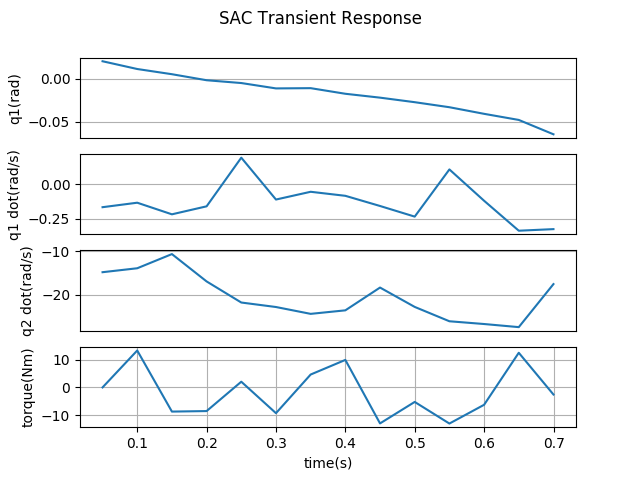 SAC Transient Response
q1(rad)
0.00
−0.05
q1 dot(rad/s)
0.00
−0.25
q2 dot(rad/s)
−10
−20
torque(Nm)
10
0
−10
0.1 0.2 0.3 0.4 0.5 0.6 0.7
time(s)